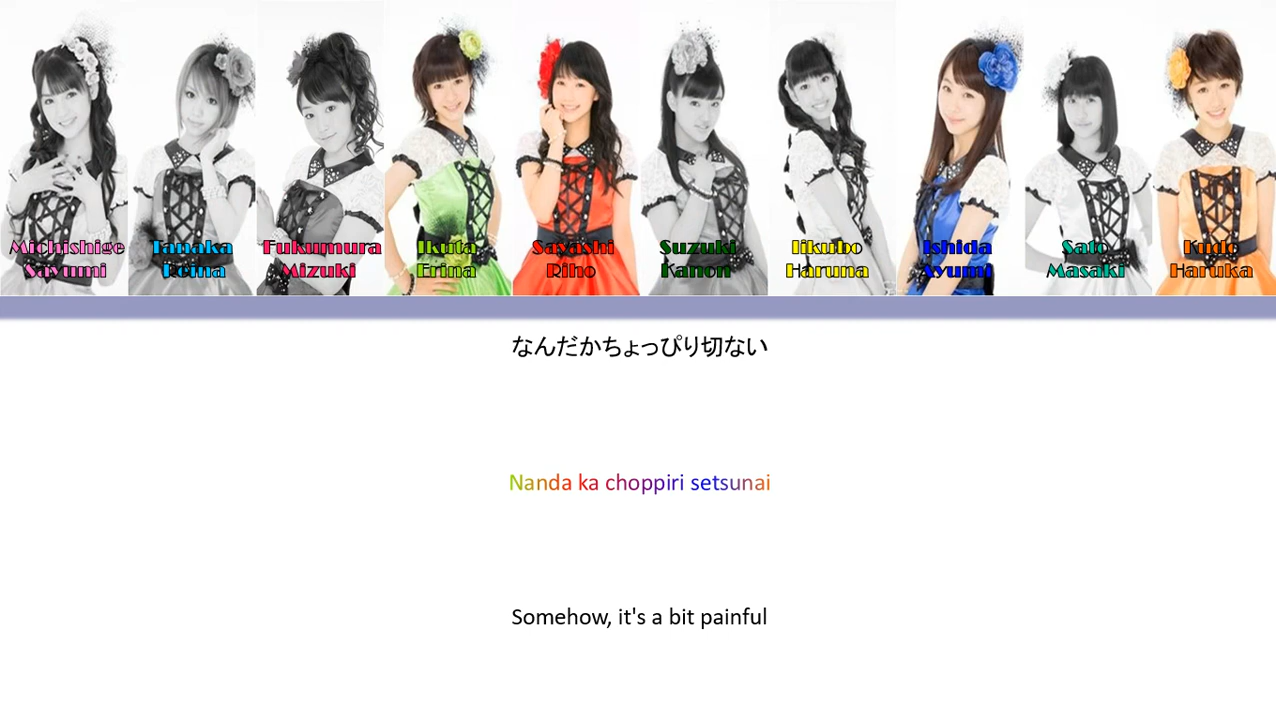 Michishige Sayumi
Tanaka Reina
Fukumura Mizuki
Ikuta Erina
Sayashi Riho
Suzuki Kanon
Iikubo Haruna
Ishida Ayumi
Sato Masaki
Kudo Haruka
なんだかちょっぴり切ない
Nanda ka choppiri setsunai
Somehow, it's a bit painful